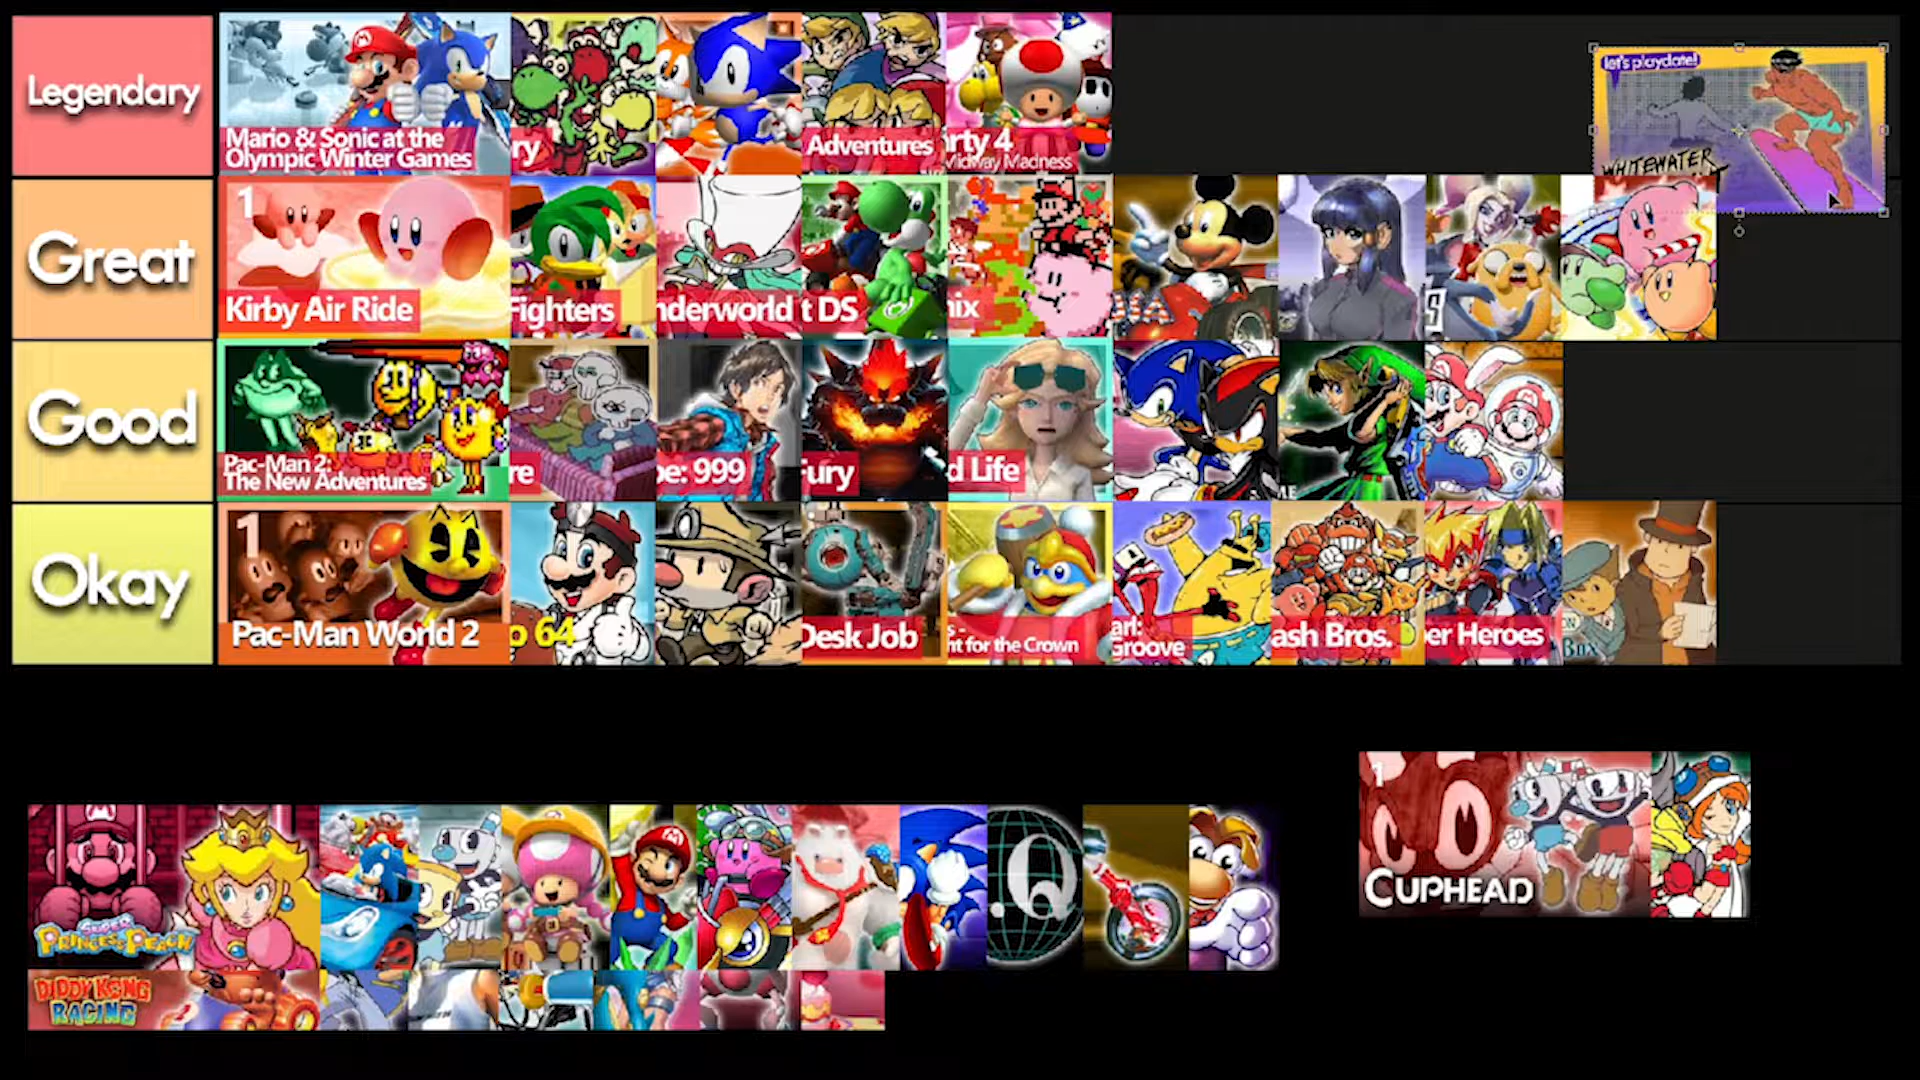 Legendary
Mario & Sonic at the
Olympic Winter Games
ry
Adventures
rty 4
Midway Madness
let's playdate!
WHITEWATER
Great
1
Kirby Air Ride
Fighters
nderworld
t DS
ix
S
Good
Pac-Man 2:
The New Adventures
re
pe: 999
Fury
d Life
Okay
1
Pac-Man World 2
o 64
Desk Job
s -
nt for the Crown
arl:
Groove
ash Bros.
er Heroes
Box
SUPER
PRINCESS PEACH
Q
1
CUPHEAD
DIDDY KONG
RACING